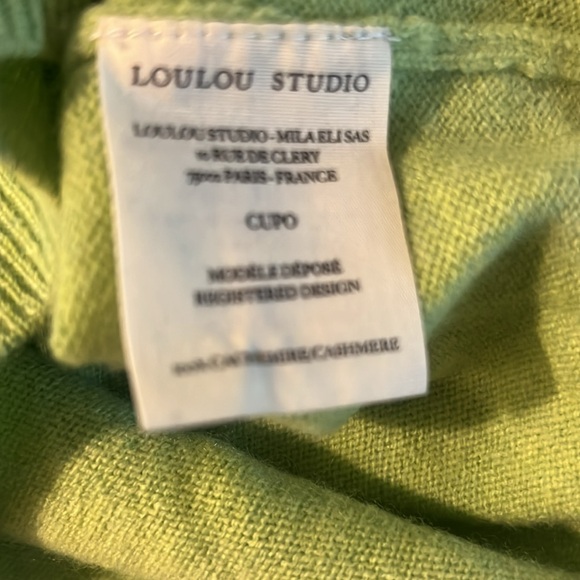 LOULOU STUDIO
LOULOU STUDIO - MILA ELI SAS
RUE DE CLERY
PARIS - FRANCE
CUPO
MODÈLE DÉPOSÉ
REGISTERED DESIGN
CACHEMIRE/CASHMERE